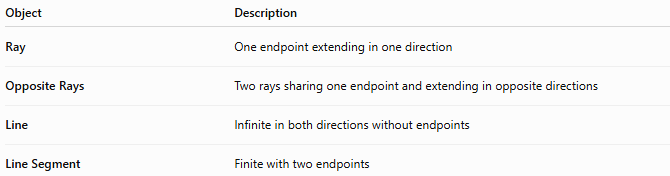 Object Description
Ray One endpoint extending in one direction
Opposite Rays Two rays sharing one endpoint and extending in opposite directions
Line Infinite in both directions without endpoints
Line Segment Finite with two endpoints